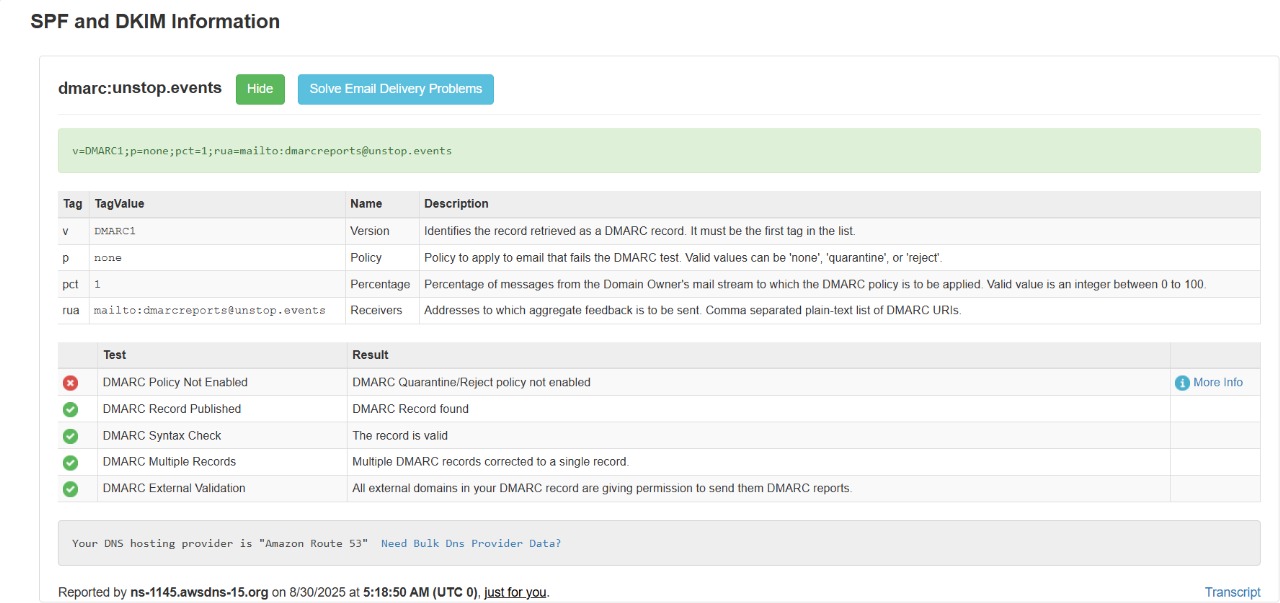 SPF and DKIM Information
dmarc:unstop.events Hide Solve Email Delivery Problems
v=DMARC1;p=none;pct=1;rua=mailto:dmarcreports@unstop.events
Tag TagValue Name Description
v DMARC1 Version Identifies the record retrieved as a DMARC record. It must be the first tag in the list.
p none Policy Policy to apply to email that fails the DMARC test. Valid values can be 'none', 'quarantine', or 'reject'.
pct 1 Percentage Percentage of messages from the Domain Owner's mail stream to which the DMARC policy is to be applied. Valid value is an integer between 0 to 100.
rua mailto:dmarcreports@unstop.events Receivers Addresses to which aggregate feedback is to be sent. Comma separated plain-text list of DMARC URIs.
Test Result
DMARC Policy Not Enabled DMARC Quarantine/Reject policy not enabled More Info
DMARC Record Published DMARC Record found
DMARC Syntax Check The record is valid
DMARC Multiple Records Multiple DMARC records corrected to a single record.
DMARC External Validation All external domains in your DMARC record are giving permission to send them DMARC reports.
Your DNS hosting provider is "Amazon Route 53" Need Bulk Dns Provider Data?
Reported by ns-1145.awsdns-15.org on 8/30/2025 at 5:18:50 AM (UTC 0), just for you. Transcript